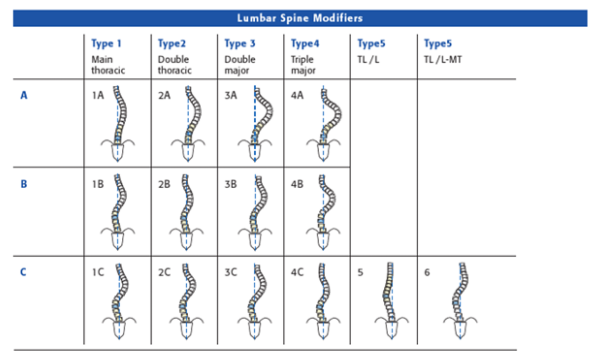 Lumbar Spine Modifiers
Type 1 Type2 Type 3 Type4 Type5 Type5
Main thoracic Double thoracic Double major Triple major TL /L TL /L-MT
A 1A 2A 3A 4A
B 1B 2B 3B 4B
C 1C 2C 3C 4C 5 6